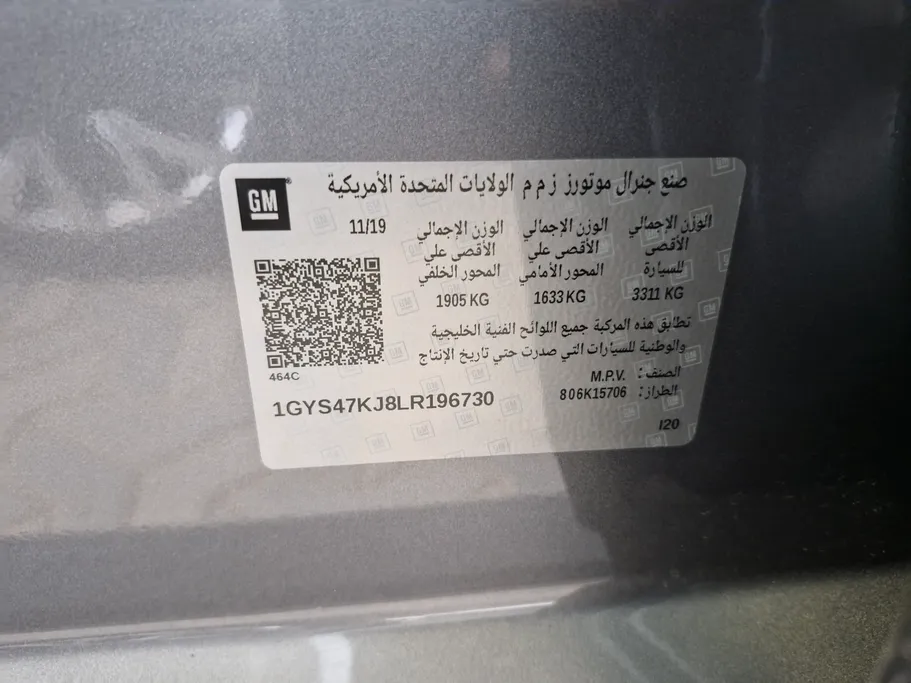 GM
صنع جنرال موتورز ز م م الولايات المتحدة الأمريكية
11/19
الوزن الإجمالي الأقصى للسيارة
3311 KG
الوزن الإجمالي الأقصى علي المحور الأمامي
1633 KG
الوزن الإجمالي الأقصى علي المحور الخلفي
1905 KG
تطابق هذه المركبة جميع اللوائح الفنية الخليجية
والوطنية للسيارات التي صدرت حتي تاريخ الإنتاج
الصنف: M.P.V.
الطراز: 806K15706
464C
1GYS47KJ8LR196730
I20